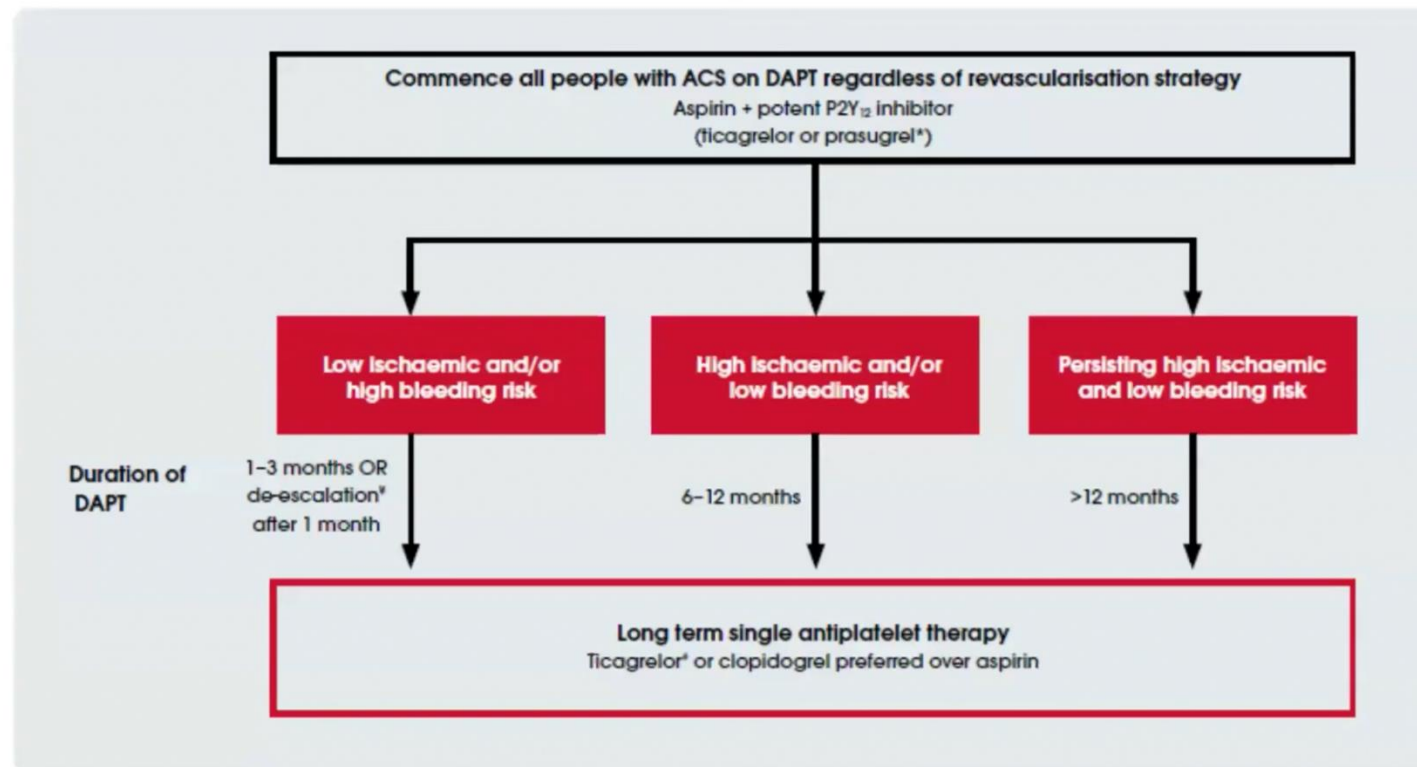 Commence all people with ACS on DAPT regardless of revascularisation strategy
Aspirin + potent P2Y₁₂ inhibitor
(ticagrelor or prasugrel*)
Low ischaemic and/or
high bleeding risk
High ischaemic and/or
low bleeding risk
Persisting high ischaemic
and low bleeding risk
Duration of
DAPT
1–3 months OR
de-escalation¥
after 1 month
6–12 months
>12 months
Long term single antiplatelet therapy
Ticagrelor# or clopidogrel preferred over aspirin